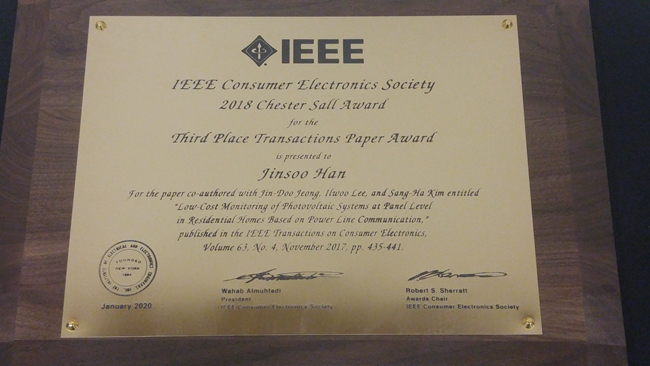 IEEE
IEEE Consumer Electronics Society
2018 Chester Sall Award
for the
Third Place Transactions Paper Award
is presented to
Jinsoo Han
For the paper co-authored with Jin-Doo Jeong, Ilwoo Lee, and Sang-Ha Kim entitled
"Low-Cost Monitoring of Photovoltaic Systems at Panel Level
in Residential Homes Based on Power Line Communication,"
published in the IEEE Transactions on Consumer Electronics,
Volume 63, No. 4, November 2017, pp. 435-441.
FOUNDED
NEW YORK
1884
January 2020
Wahab Almuhtadi
President
IEEE Consumer Electronics Society
Robert S. Sherratt
Awards Chair
IEEE Consumer Electronics Society